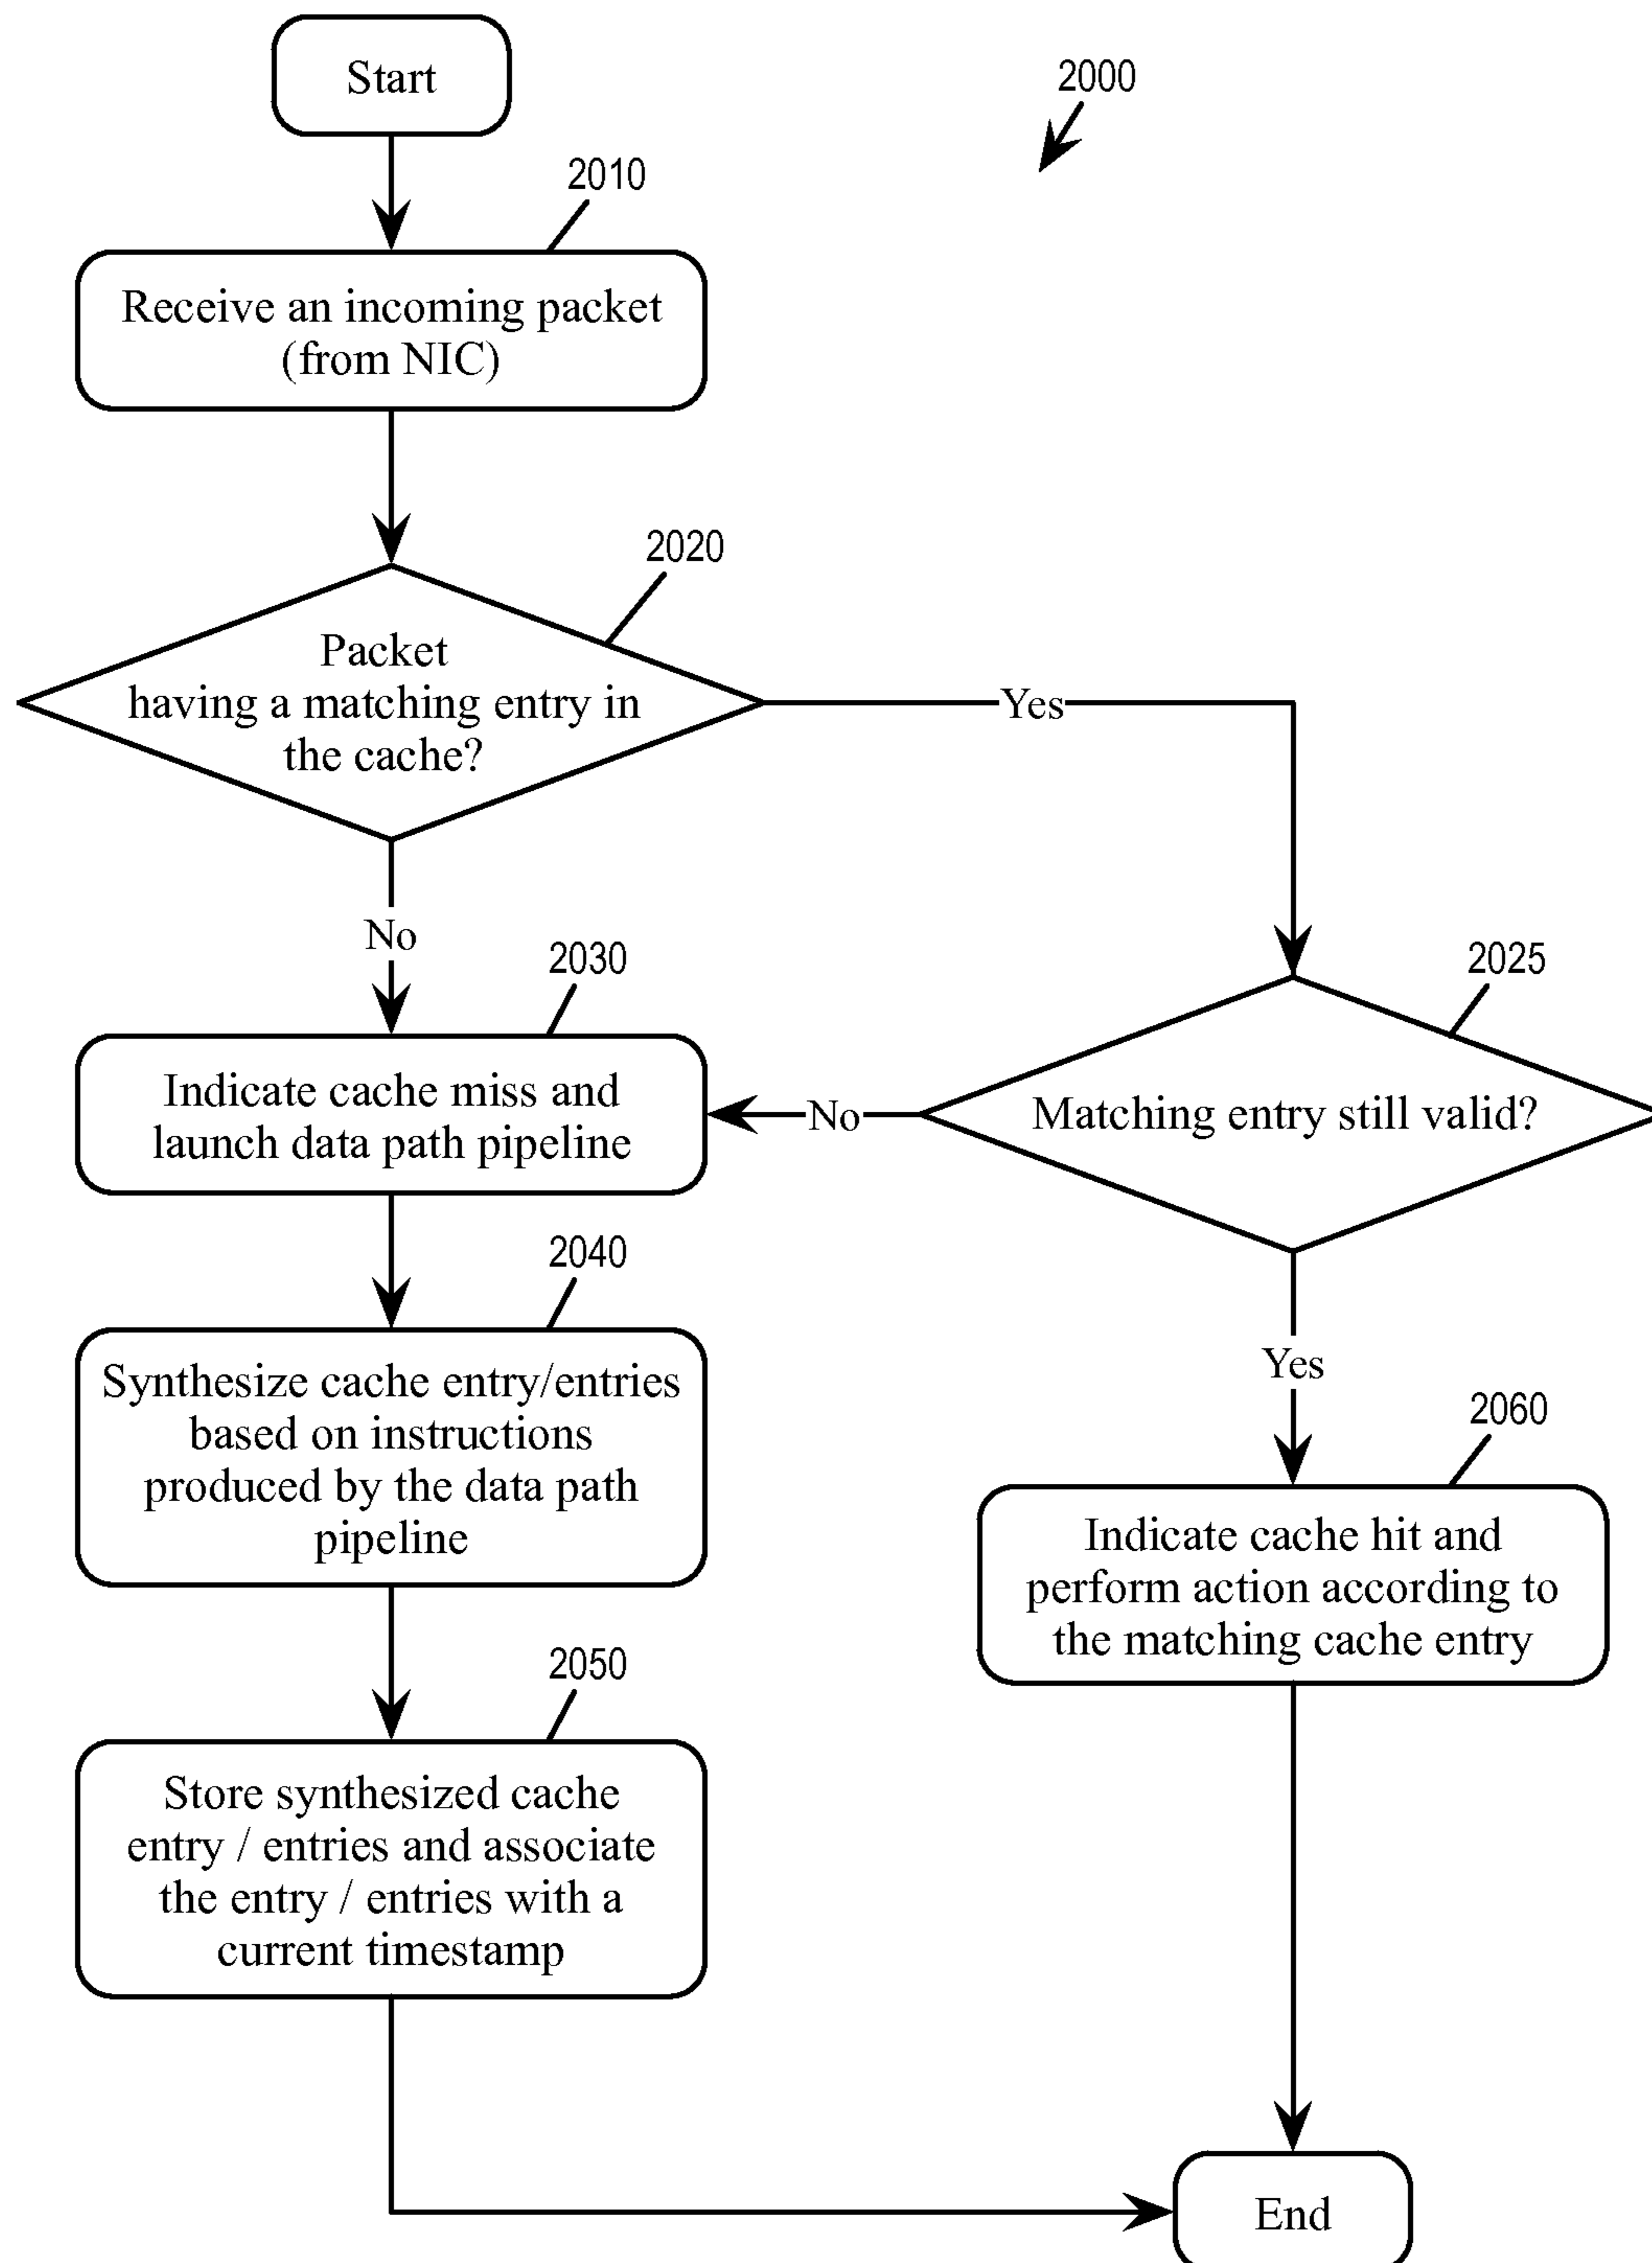 Start
2000
2010
Receive an incoming packet
(from NIC)
2020
Packet
having a matching entry in
the cache?
Yes
No
2030
Indicate cache miss and
launch data path pipeline
No
2025
Matching entry still valid?
2040
Synthesize cache entry/entries
based on instructions
produced by the data path
pipeline
Yes
2060
Indicate cache hit and
perform action according to
the matching cache entry
2050
Store synthesized cache
entry / entries and associate
the entry / entries with a
current timestamp
End